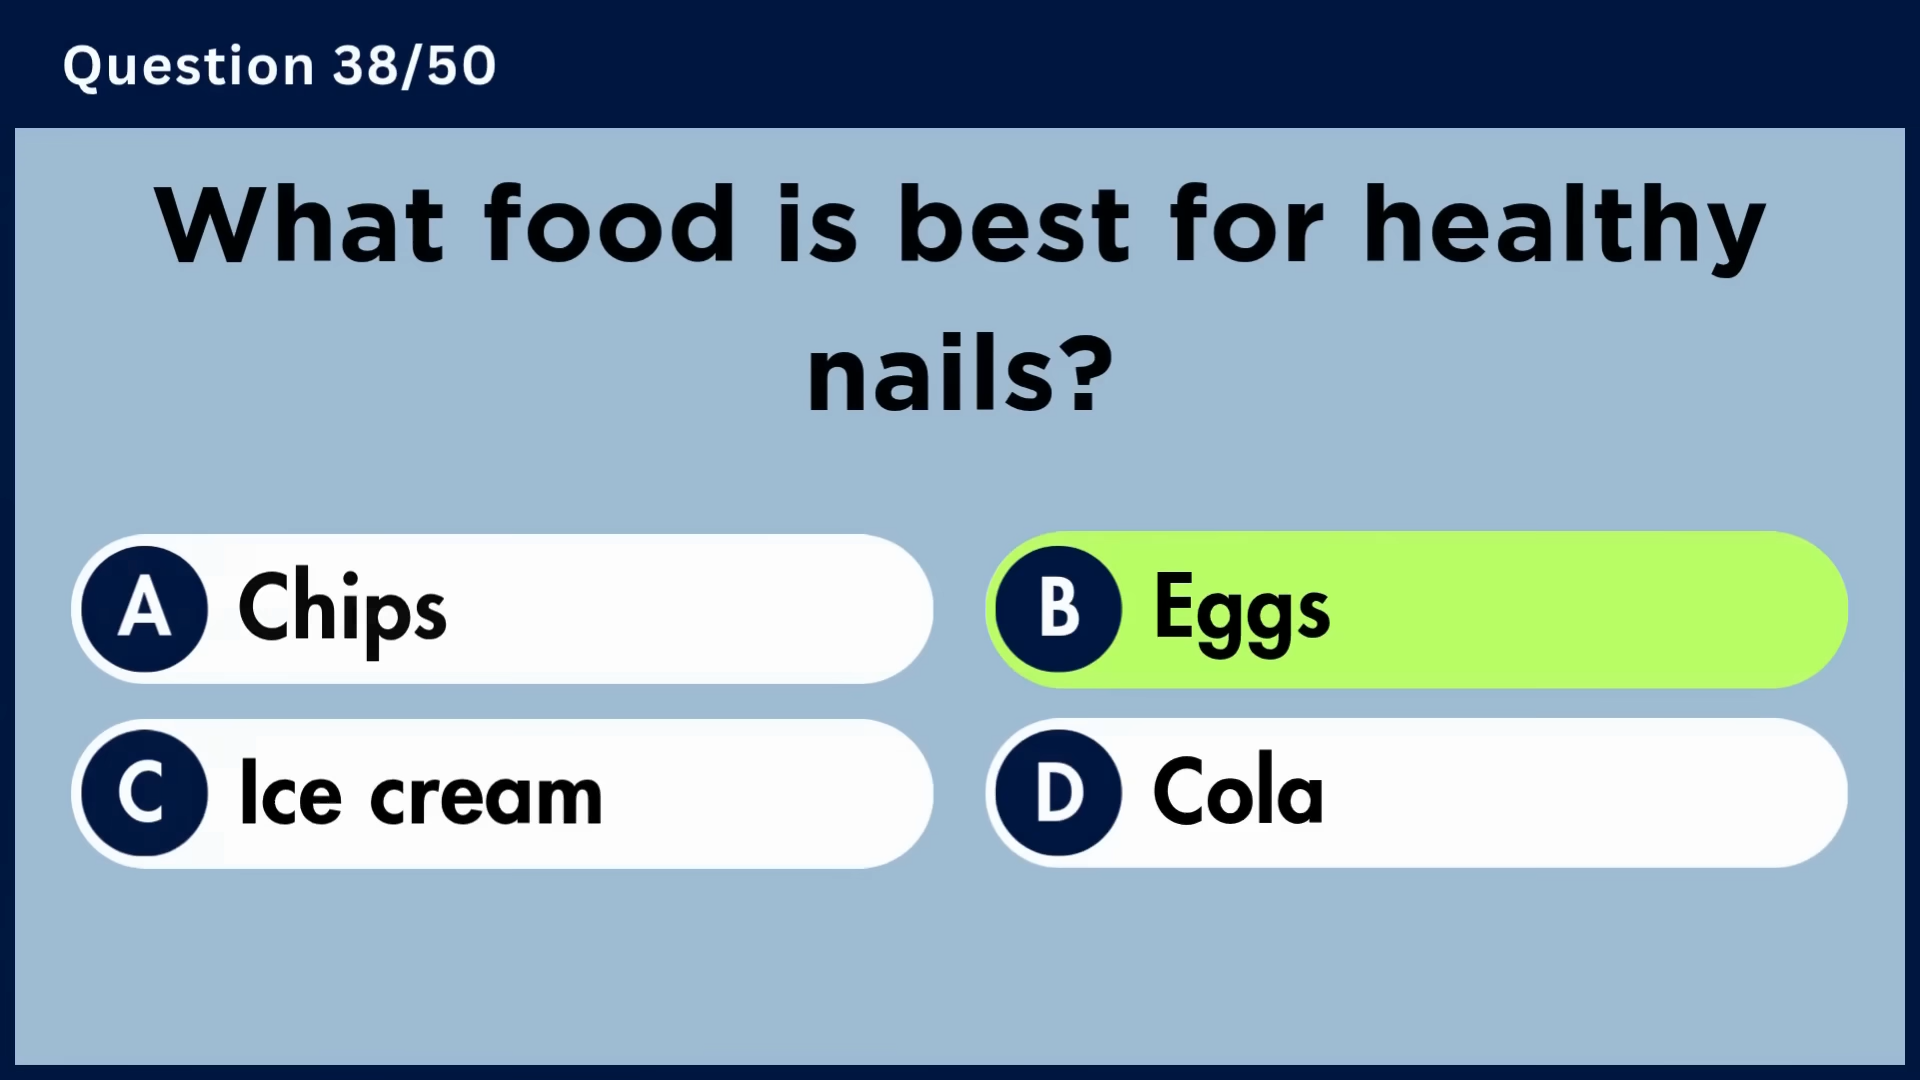 Question 38/50
What food is best for healthy
nails?
A Chips
B Eggs
C Ice cream
D Cola